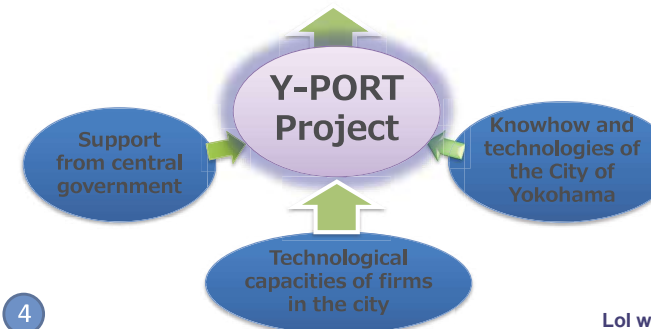 Y-PORT
Project
Support
from central
government
Knowhow and
technologies of
the City of
Yokohama
Technological
capacities of firms
in the city
4
Lol w